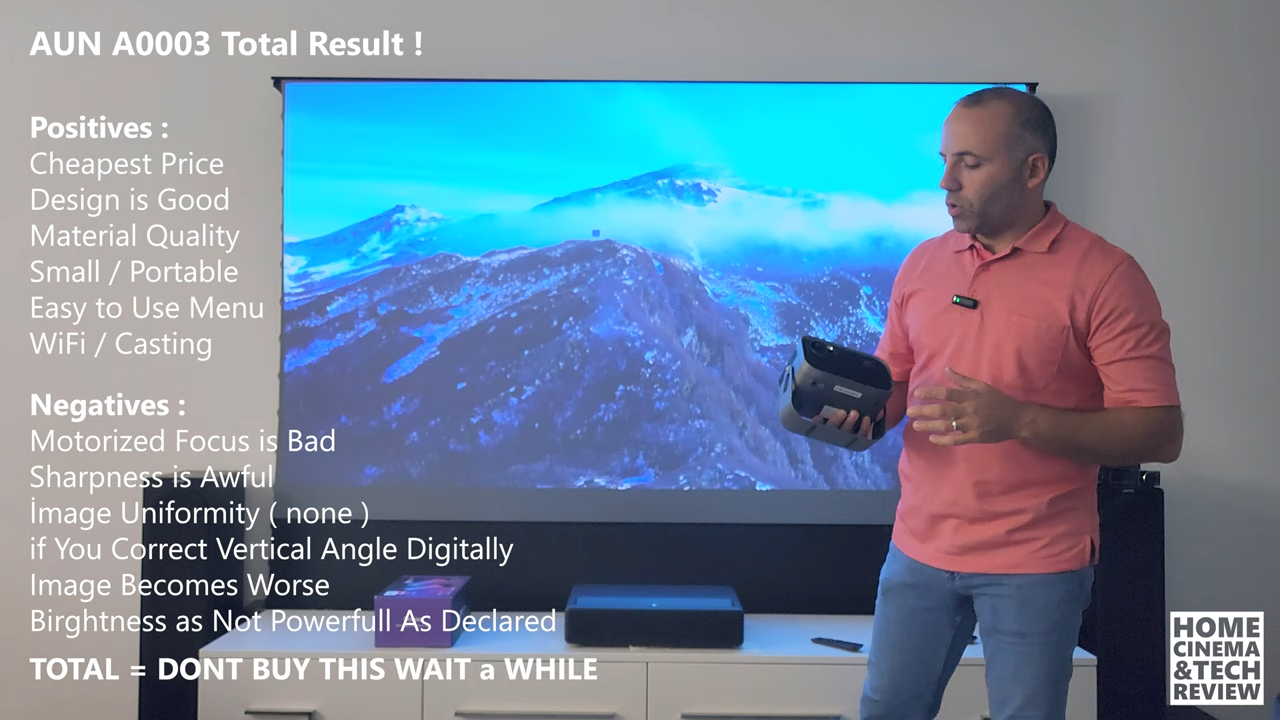 AUN A0003 Total Result !
Positives :
Cheapest Price
Design is Good
Material Quality
Small / Portable
Easy to Use Menu
WiFi / Casting
Negatives :
Motorized Focus is Bad
Sharpness is Awful
İmage Uniformity ( none )
if You Correct Vertical Angle Digitally
Image Becomes Worse
Birghtness as Not Powerfull As Declared
TOTAL = DONT BUY THIS WAIT a WHILE
HOME
CINEMA
&TECH
REVIEW